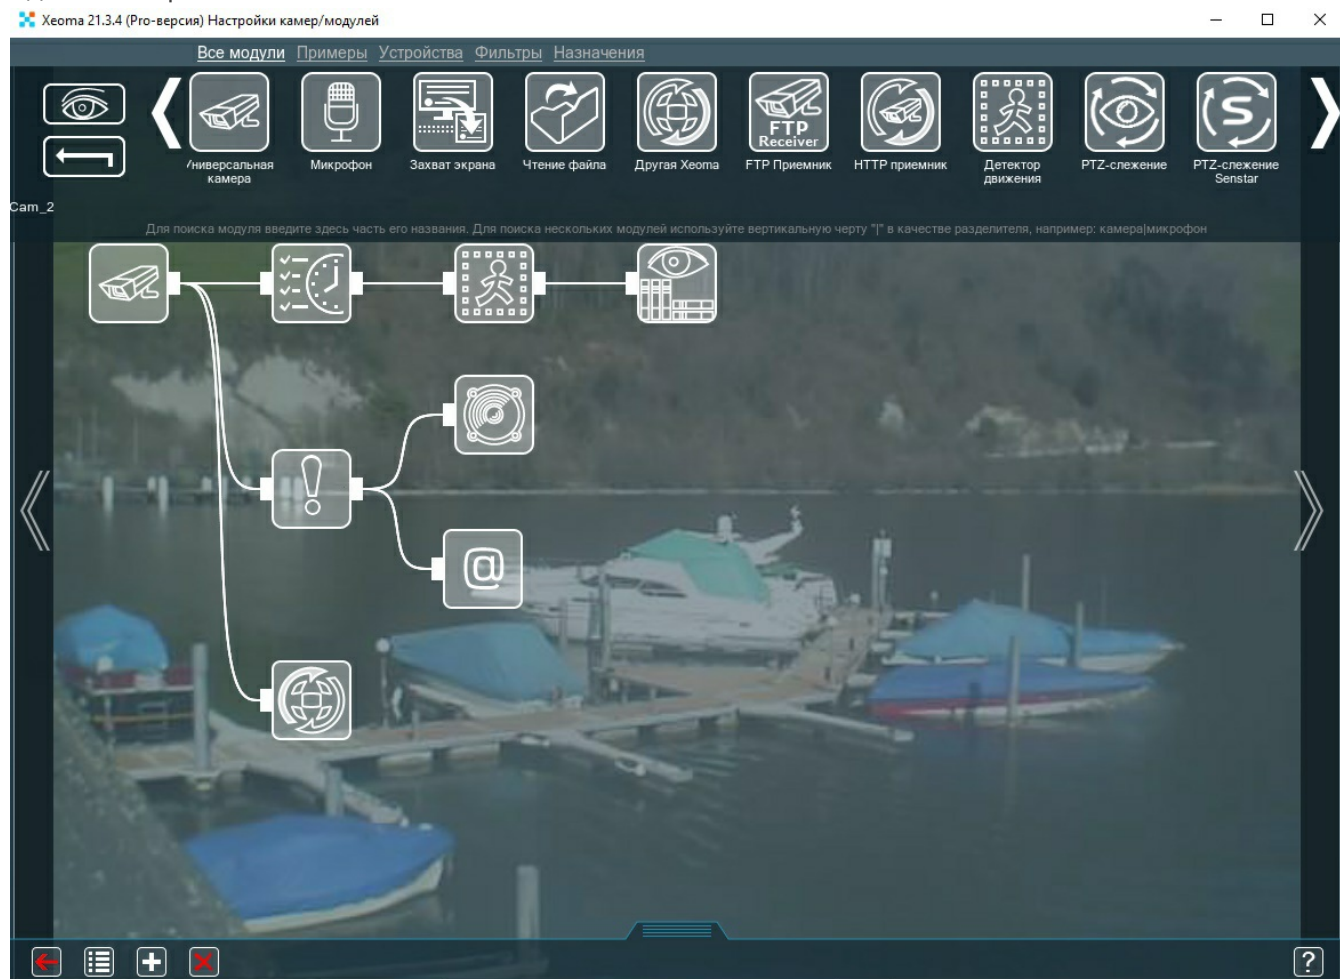 Xeoma 21.3.4 (Pro-версия) Настройки камер/модулей
Все модули Примеры Устройства Фильтры Назначения
FTP
Receiver
S
Универсальная камера
Микрофон
Захват экрана
Чтение файла
Другая Xeoma
FTP Приемник
HTTP приемник
Детектор движения
PTZ-слежение
PTZ-слежение Senstar
Cam_2
Для поиска модуля введите здесь часть его названия. Для поиска нескольких модулей используйте вертикальную черту "|" в качестве разделителя, например: камера|микрофон
!
@
?